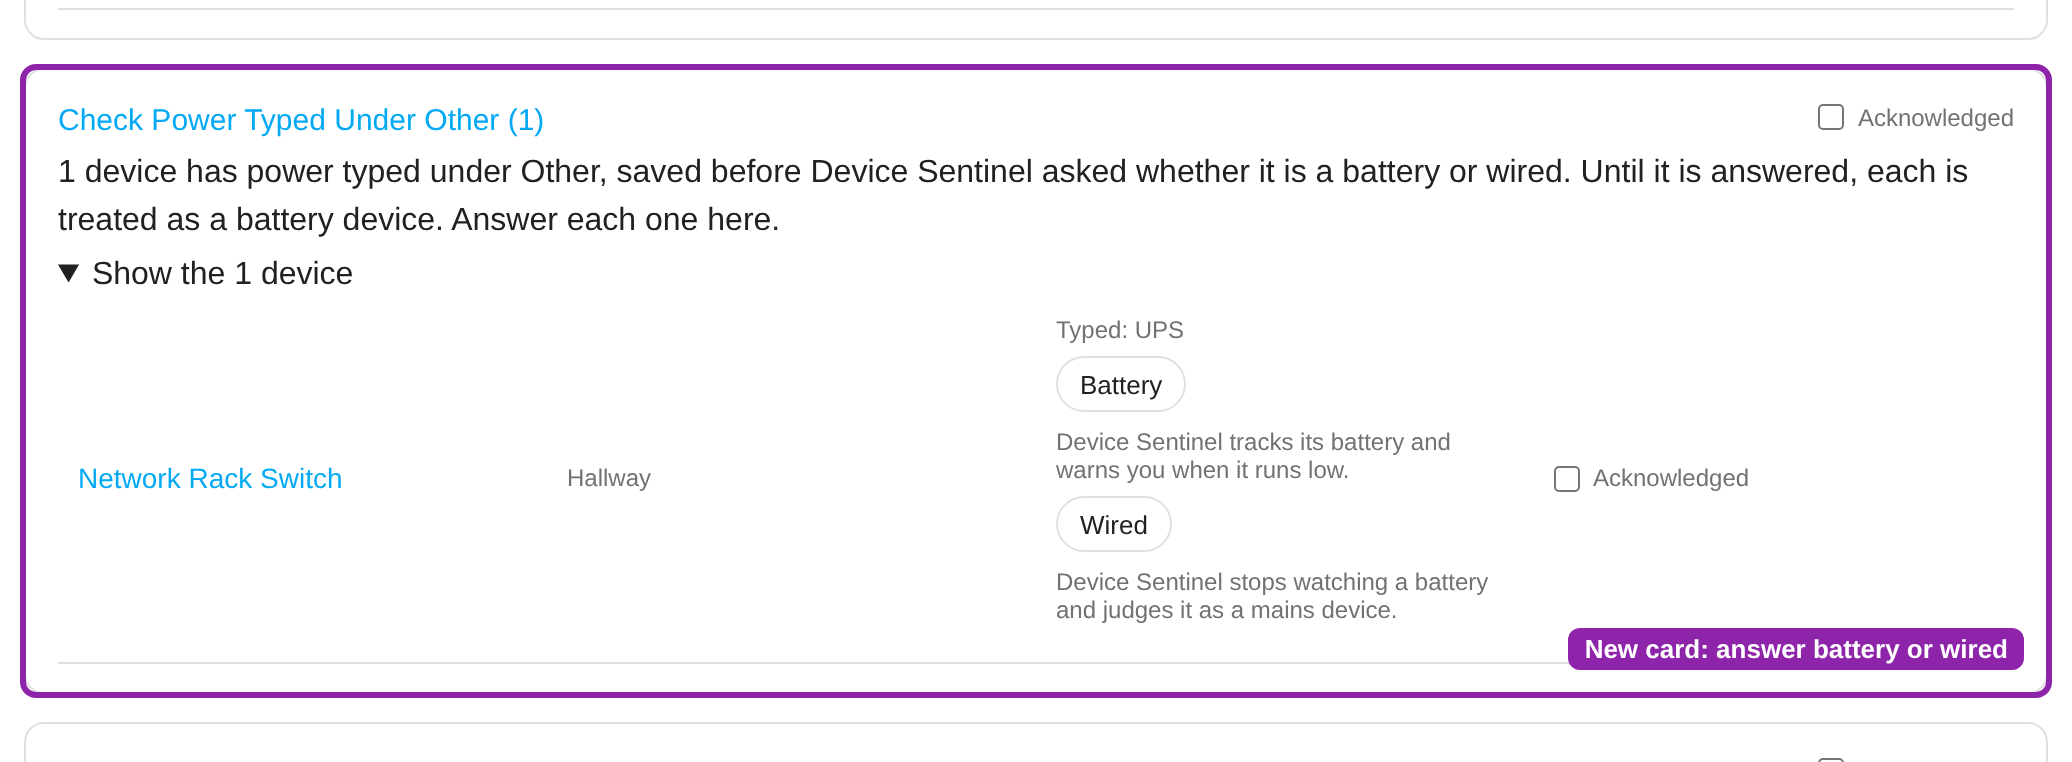 Check Power Typed Under Other (1)
Acknowledged
1 device has power typed under Other, saved before Device Sentinel asked whether it is a battery or wired. Until it is answered, each is
treated as a battery device. Answer each one here.
Show the 1 device
Typed: UPS
Battery
Device Sentinel tracks its battery and
warns you when it runs low.
Network Rack Switch
Hallway
Acknowledged
Wired
Device Sentinel stops watching a battery
and judges it as a mains device.
New card: answer battery or wired